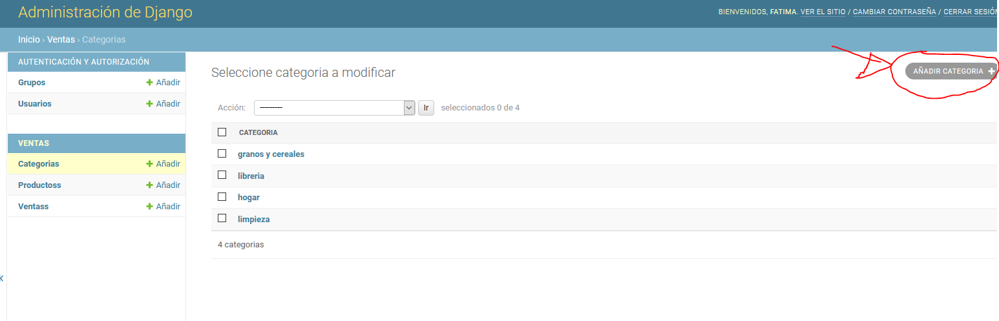 Administración de Django
BIENVENIDOS, FATIMA. VER EL SITIO / CAMBIAR CONTRASEÑA / CERRAR SESIÓN
Inicio › Ventas › Categorias
AUTENTICACIÓN Y AUTORIZACIÓN
Grupos + Añadir
Usuarios + Añadir
VENTAS
Categorias + Añadir
Productoss + Añadir
Ventass + Añadir
Seleccione categoria a modificar
AÑADIR CATEGORIA +
Acción: --------- Ir seleccionados 0 de 4
CATEGORIA
granos y cereales
libreria
hogar
limpieza
4 categorias